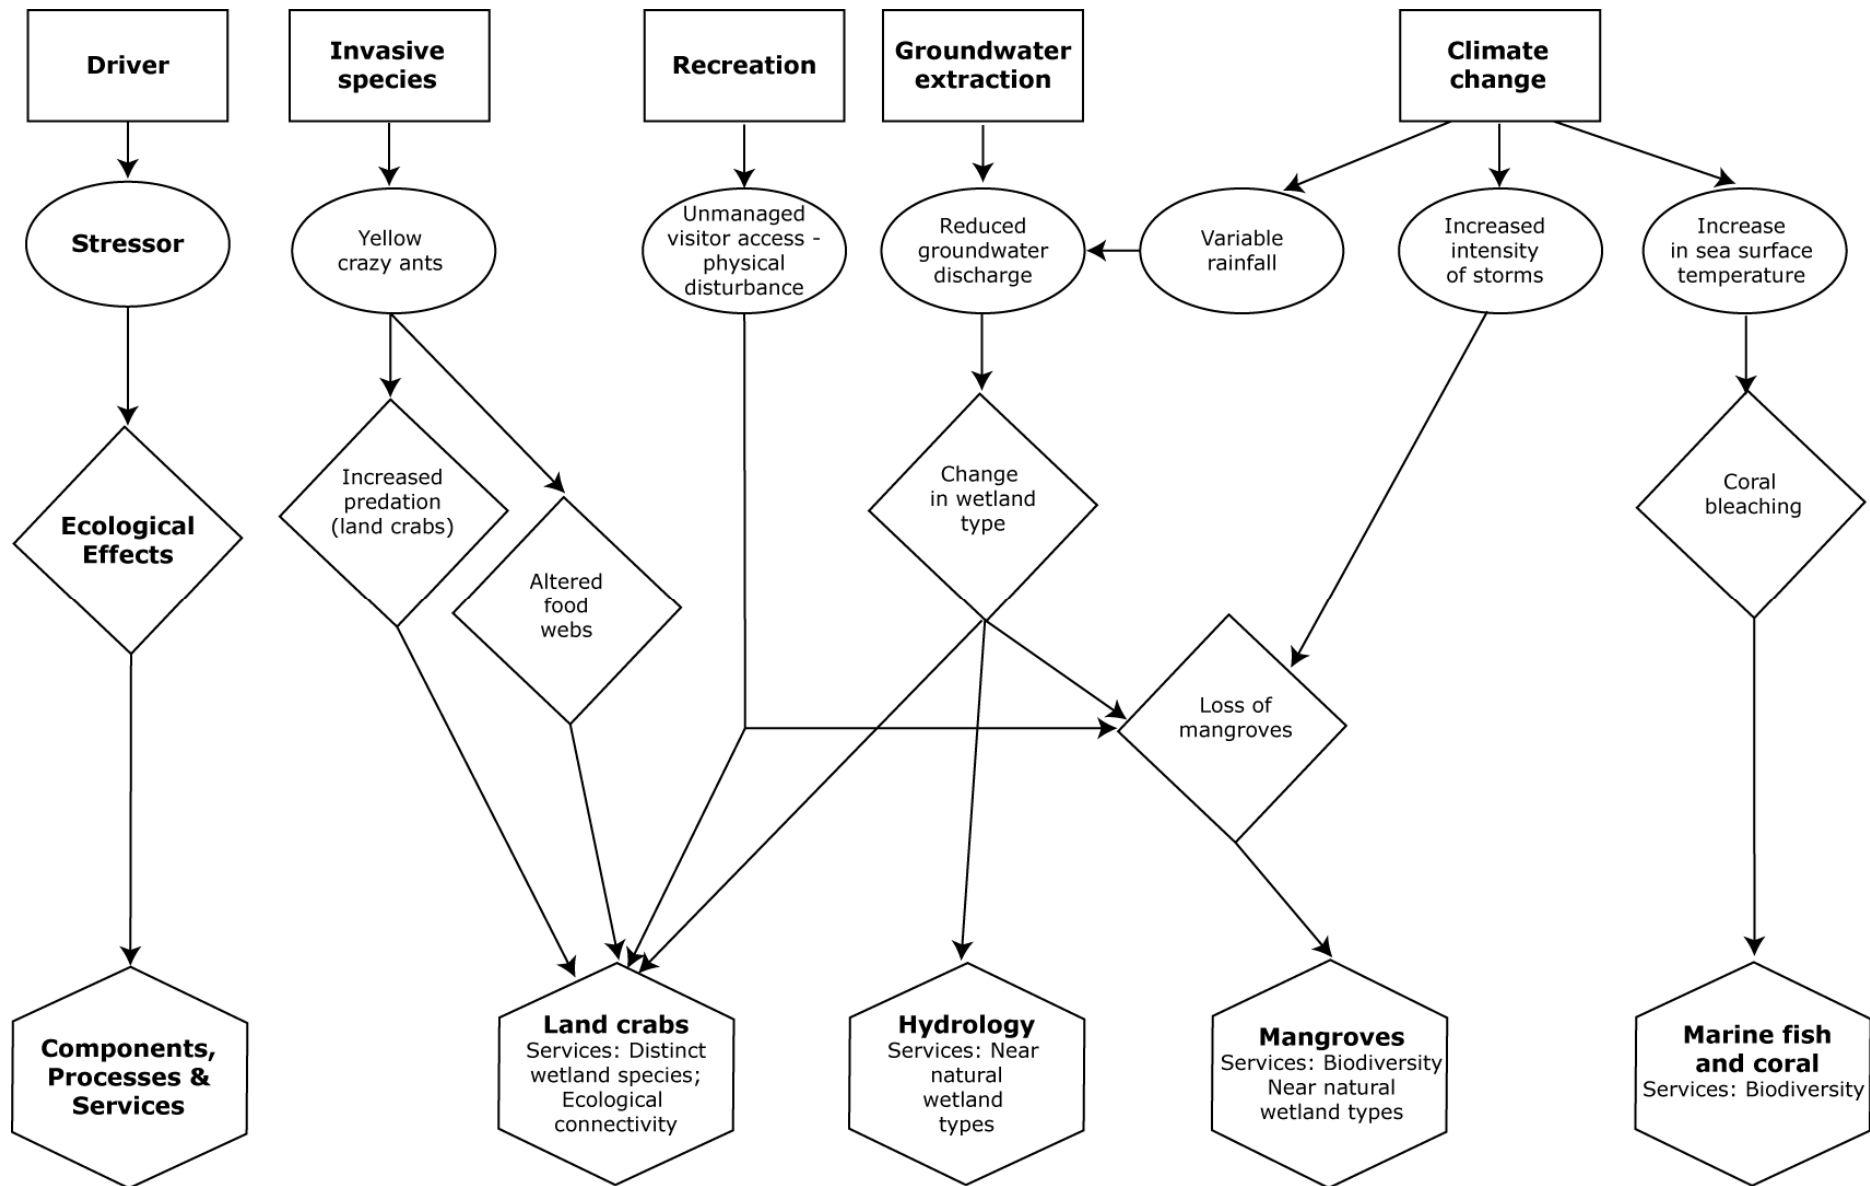 Driver
Invasive
species
Recreation
Groundwater
extraction
Climate
change
Stressor
Yellow
crazy ants
Unmanaged
visitor access -
physical
disturbance
Reduced
groundwater
discharge
Variable
rainfall
Increased
intensity
of storms
Increase
in sea surface
temperature
Ecological
Effects
Increased
predation
(land crabs)
Altered
food
webs
Change
in wetland
type
Loss of
mangroves
Coral
bleaching
Components,
Processes &
Services
Land crabs
Services: Distinct
wetland species;
Ecological
connectivity
Hydrology
Services: Near
natural
wetland
types
Mangroves
Services: Biodiversity
Near natural
wetland types
Marine fish
and coral
Services: Biodiversity